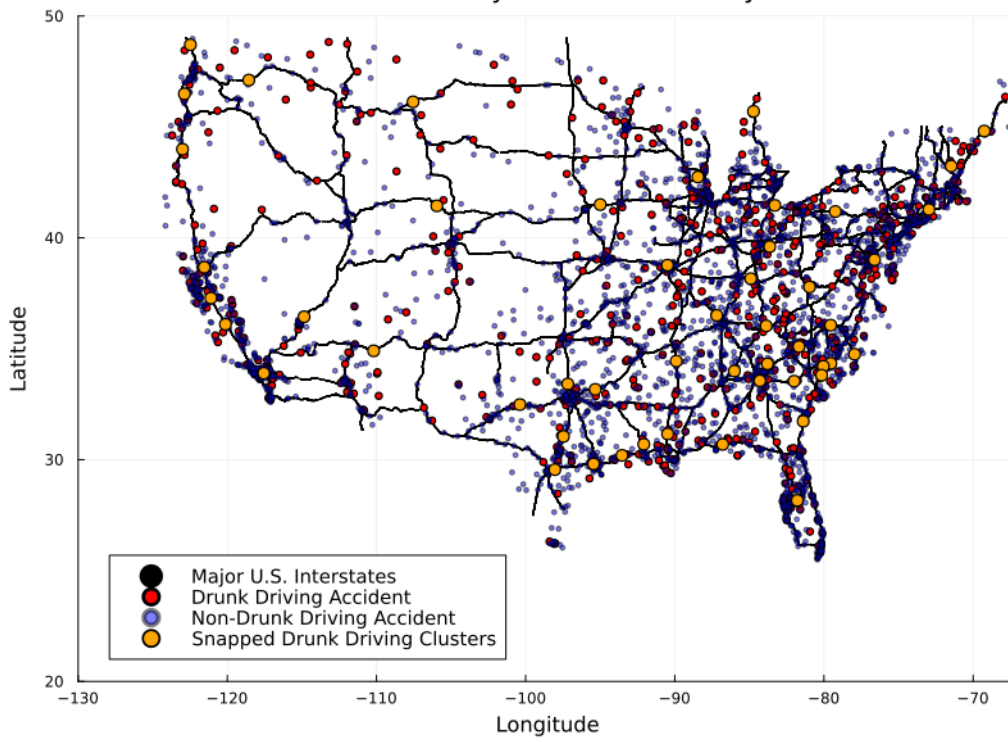 50
40
30
20
Latitude
Major U.S. Interstates
Drunk Driving Accident
Non-Drunk Driving Accident
Snapped Drunk Driving Clusters
−130 −120 −110 −100 −90 −80 −70
Longitude